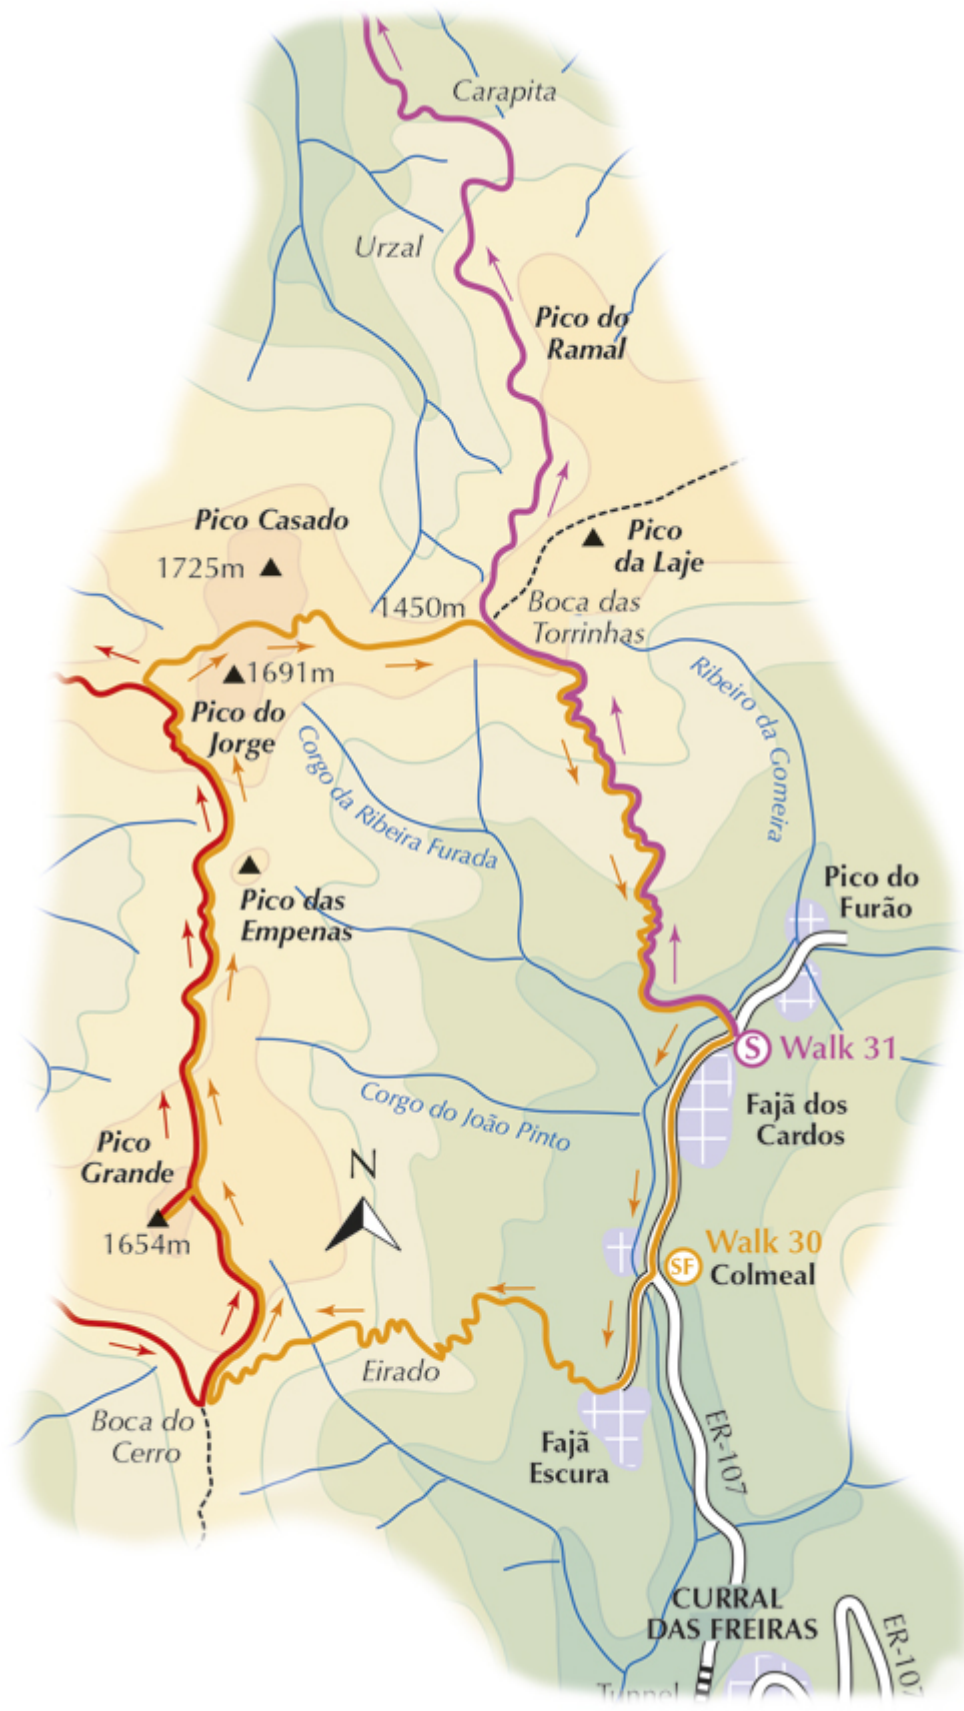 Carapita
Urzal
Pico do
Ramal
Pico Casado
1725m
Pico
da Laje
1450m
Boca das
Torrinhas
Ribeiro da Gomeira
1691m
Pico do
Jorge
Corgo da Ribeira Furada
Pico do
Furão
Pico das
Empenas
S Walk 31
Fajã dos
Cardos
Corgo do João Pinto
Pico
Grande
N
1654m
Walk 30
SF Colmeal
Eirado
Boca do
Cerro
Fajã
Escura
ER-107
CURRAL
DAS FREIRAS
ER-107
Tunnel